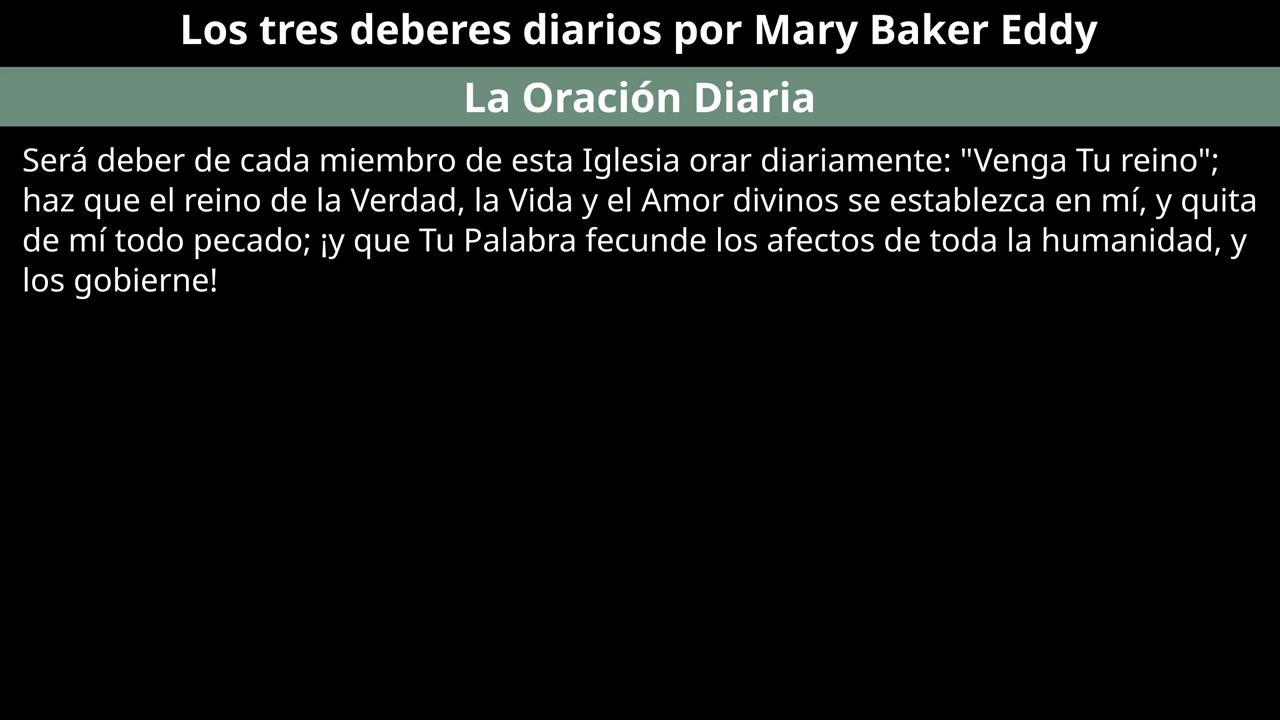 Los tres deberes diarios por Mary Baker Eddy
La Oración Diaria
Será deber de cada miembro de esta Iglesia orar diariamente: "Venga Tu reino";
haz que el reino de la Verdad, la Vida y el Amor divinos se establezca en mí, y quita
de mí todo pecado; ¡y que Tu Palabra fecunde los afectos de toda la humanidad, y
los gobierne!